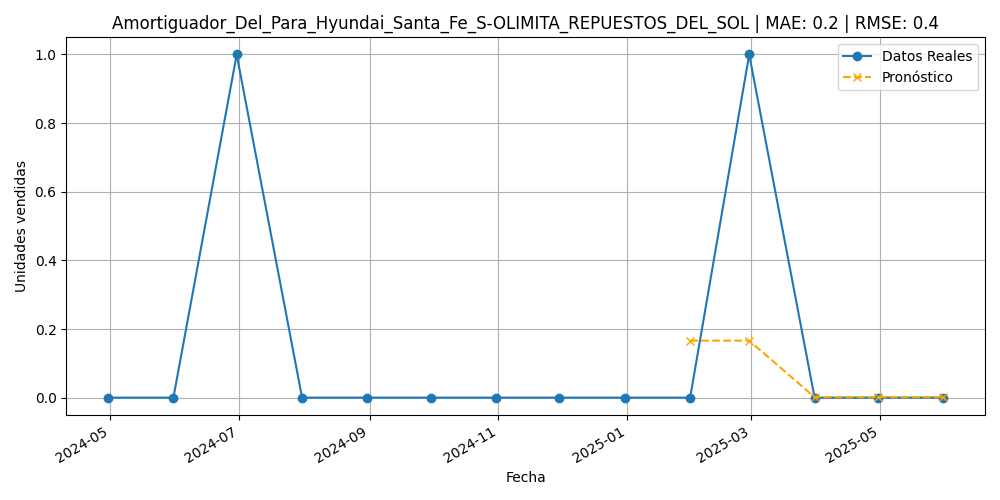 Amortiguador_Del_Para_Hyundai_Santa_Fe_S-OLIMITA_REPUESTOS_DEL_SOL | MAE: 0.2 | RMSE: 0.4
Datos Reales
Pronóstico
Unidades vendidas
1.0
0.8
0.6
0.4
0.2
0.0
2024-05
2024-07
2024-09
2024-11
2025-01
2025-03
2025-05
Fecha